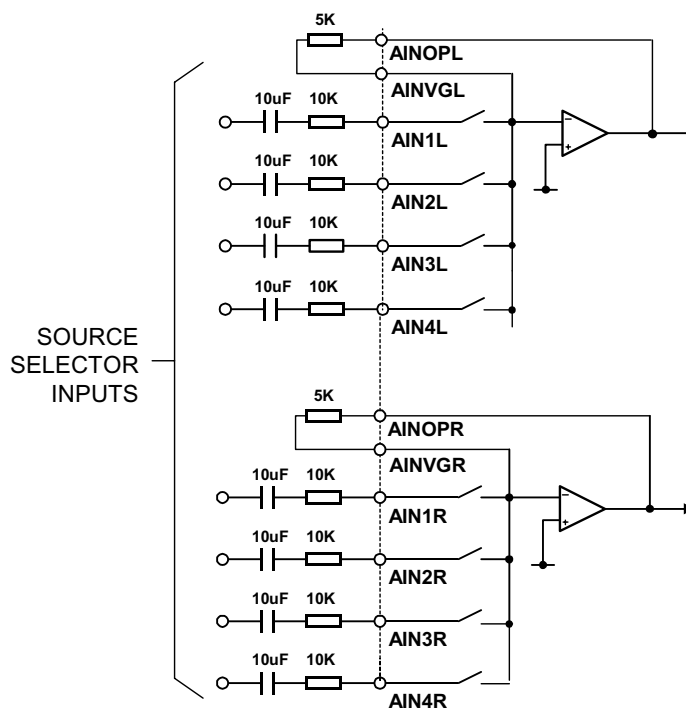 5K
AINOPL
AINVGL
10uF 10K
AIN1L
10uF 10K
AIN2L
10uF 10K
AIN3L
10uF 10K
AIN4L
SOURCE
SELECTOR
INPUTS
5K
AINOPR
AINVGR
10uF 10K
AIN1R
10uF 10K
AIN2R
10uF 10K
AIN3R
10uF 10K
AIN4R